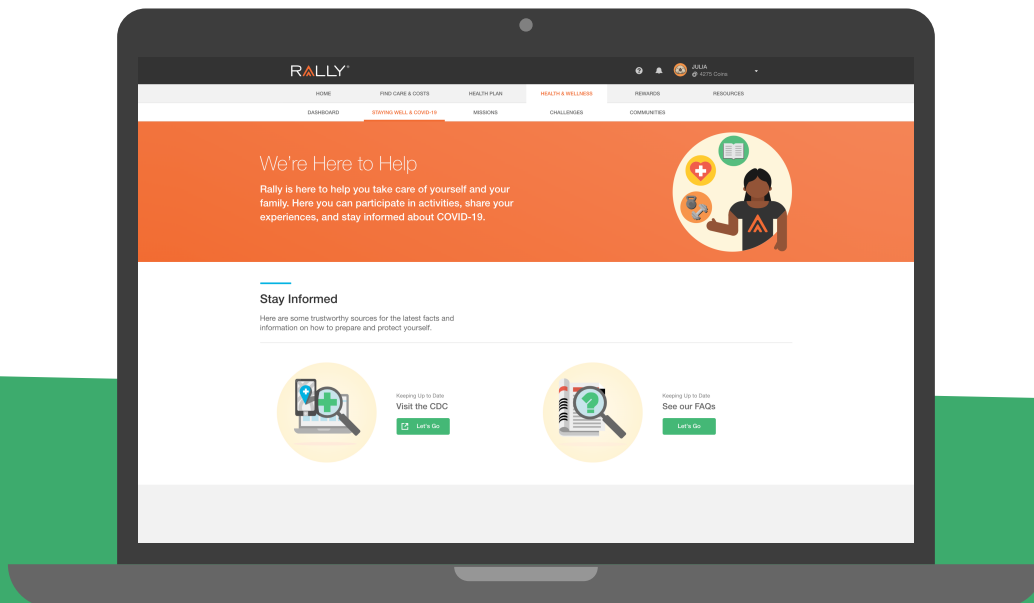 RALLY®
JULIA
4275 Coins
HOME FIND CARE & COSTS HEALTH PLAN HEALTH & WELLNESS REWARDS RESOURCES
DASHBOARD STAYING WELL & COVID-19 MISSIONS CHALLENGES COMMUNITIES
We're Here to Help
Rally is here to help you take care of yourself and your
family. Here you can participate in activities, share your
experiences, and stay informed about COVID-19.
Stay Informed
Here are some trustworthy sources for the latest facts and
information on how to prepare and protect yourself.
Keeping Up to Date
Visit the CDC
Let's Go
Keeping Up to Date
See our FAQs
Let's Go